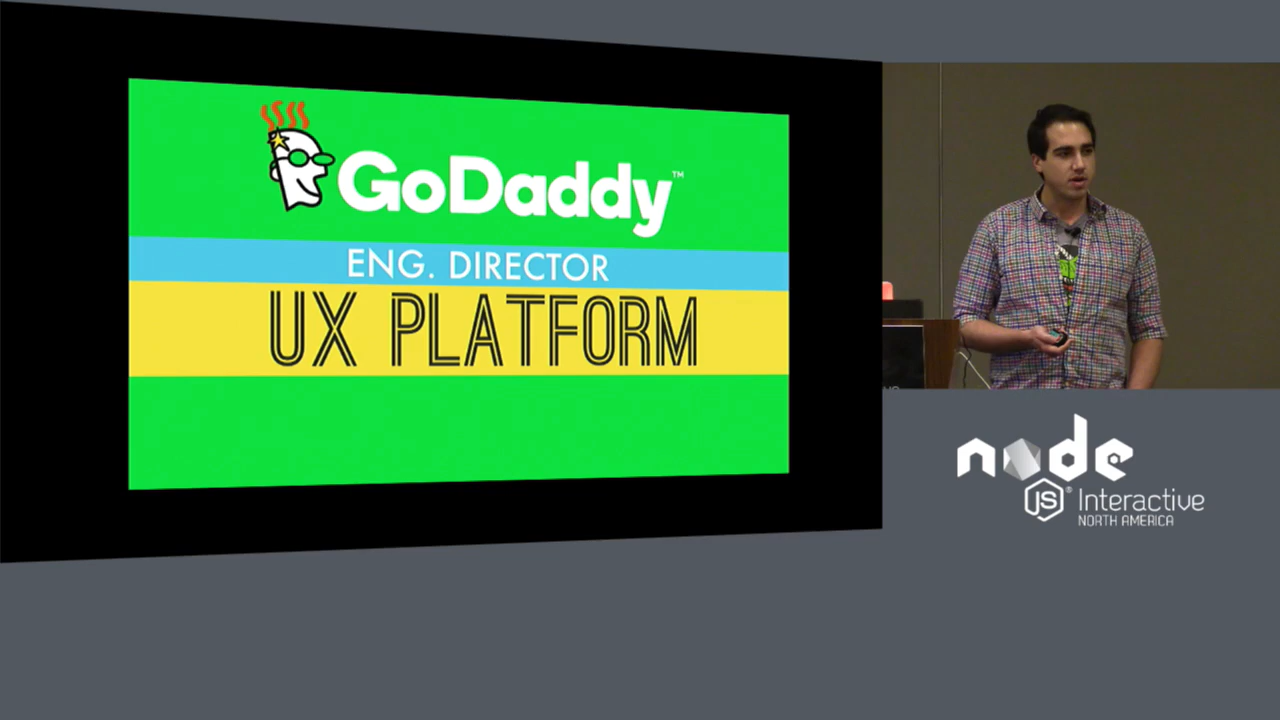 GoDaddy™
ENG. DIRECTOR
UX PLATFORM
node
JS® Interactive
NORTH AMERICA